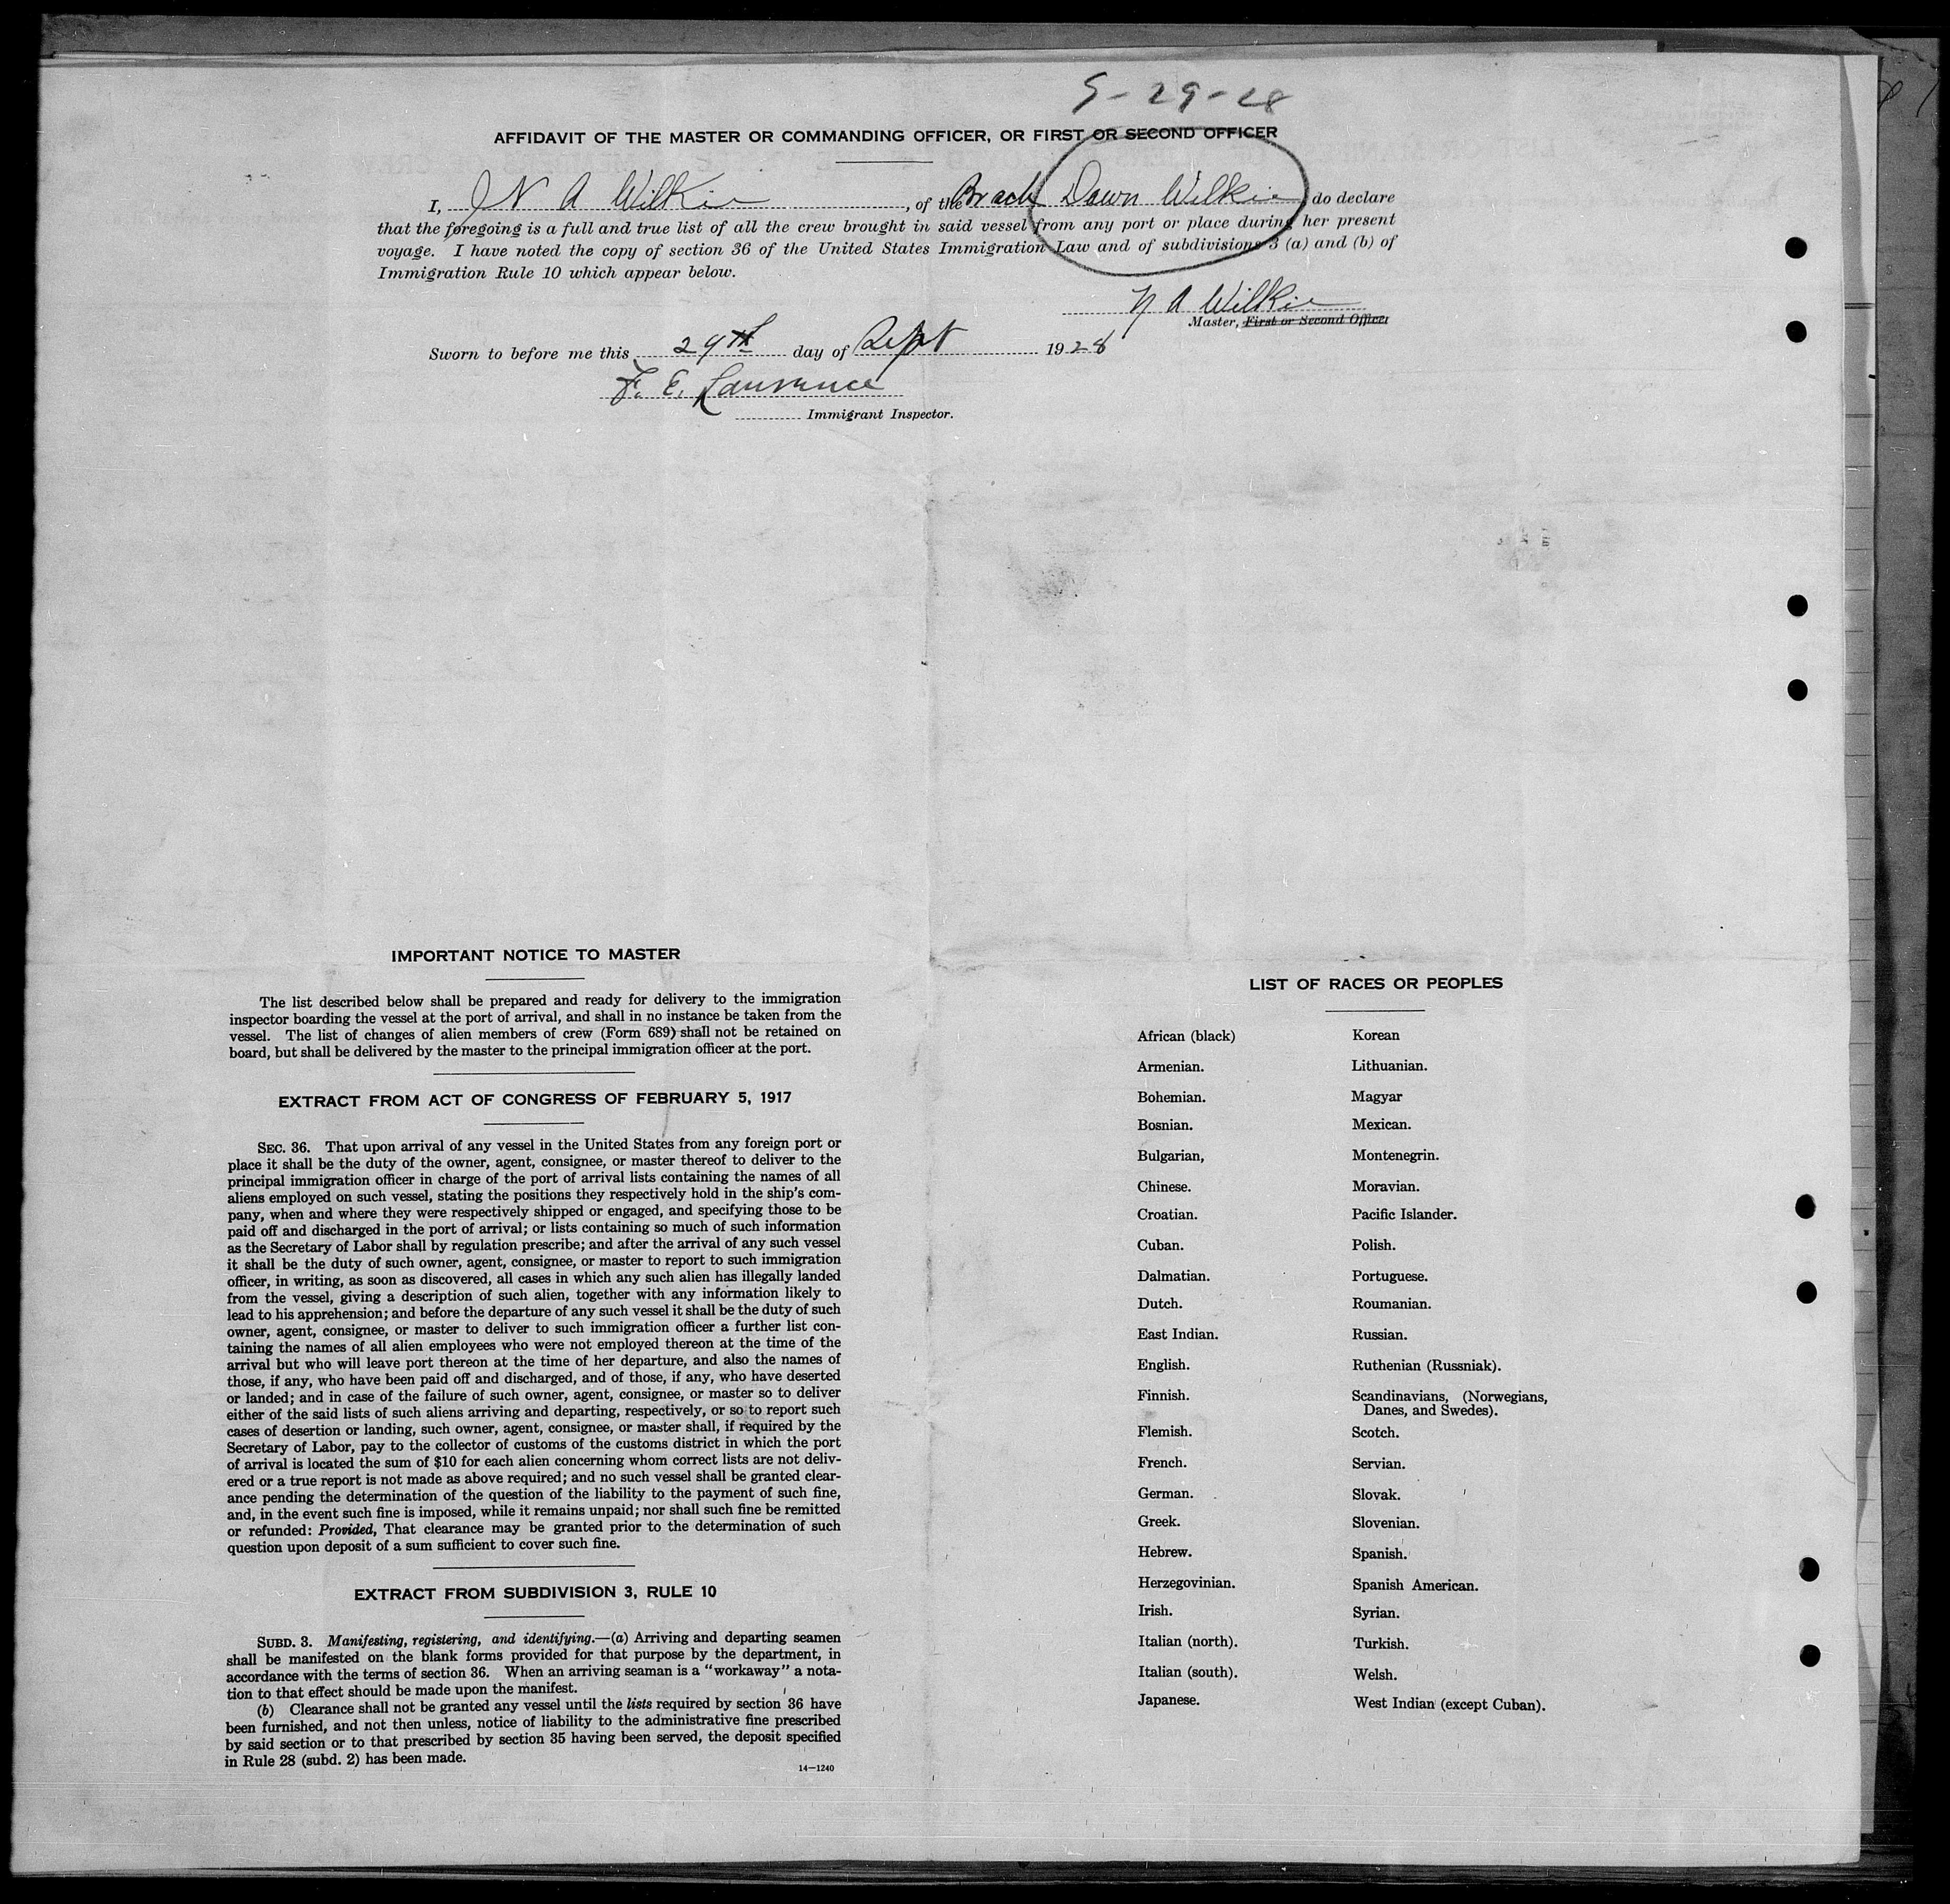 9-29-28
AFFIDAVIT OF THE MASTER OR COMMANDING OFFICER, OR FIRST OR SECOND OFFICER
I, N A Wilkie, of the Dawn Wilkie do declare
that the foregoing is a full and true list of all the crew brought in said vessel from any port or place during her present
voyage. I have noted the copy of section 36 of the United States Immigration Law and of subdivisions 3 (a) and (b) of
Immigration Rule 10 which appear below.
N A Wilkie
Master, First or Second Officer
Sworn to before me this 29th day of Sept 1928
F. E. Lawrence
Immigrant Inspector.
IMPORTANT NOTICE TO MASTER
The list described below shall be prepared and ready for delivery to the immigration
inspector boarding the vessel at the port of arrival, and shall in no instance be taken from the
vessel. The list of changes of alien members of crew (Form 689) shall not be retained on
board, but shall be delivered by the master to the principal immigration officer at the port.
EXTRACT FROM ACT OF CONGRESS OF FEBRUARY 5, 1917
SEC. 36. That upon arrival of any vessel in the United States from any foreign port or
place it shall be the duty of the owner, agent, consignee, or master thereof to deliver to the
principal immigration officer in charge of the port of arrival lists containing the names of all
aliens employed on such vessel, stating the positions they respectively hold in the ship's com-
pany, when and where they were respectively shipped or engaged, and specifying those to be
paid off and discharged in the port of arrival; or lists containing so much of such information
as the Secretary of Labor shall by regulation prescribe; and after the arrival of any such vessel
it shall be the duty of such owner, agent, consignee, or master to report to such immigration
officer, in writing, as soon as discovered, all cases in which any such alien has illegally landed
from the vessel, giving a description of such alien, together with any information likely to
lead to his apprehension; and before the departure of any such vessel it shall be the duty of such
owner, agent, consignee, or master to deliver to such immigration officer a further list con-
taining the names of all alien employees who were not employed thereon at the time of the
arrival but who will leave port thereon at the time of her departure, and also the names of
those, if any, who have been paid off and discharged, and of those, if any, who have deserted
or landed; and in case of the failure of such owner, agent, consignee, or master so to deliver
either of the said lists of such aliens arriving and departing, respectively, or so to report such
cases of desertion or landing, such owner, agent, consignee, or master shall, if required by the
Secretary of Labor, pay to the collector of customs of the customs district in which the port
of arrival is located the sum of $10 for each alien concerning whom correct lists are not deliv-
ered or a true report is not made as above required; and no such vessel shall be granted clear-
ance pending the determination of the question of the liability to the payment of such fine,
and, in the event such fine is imposed, while it remains unpaid; nor shall such fine be remitted
or refunded: Provided, That clearance may be granted prior to the determination of such
question upon deposit of a sum sufficient to cover such fine.
EXTRACT FROM SUBDIVISION 3, RULE 10
SUBD. 3. Manifesting, registering, and identifying.—(a) Arriving and departing seamen
shall be manifested on the blank forms provided for that purpose by the department, in
accordance with the terms of section 36. When an arriving seaman is a "workaway" a nota-
tion to that effect should be made upon the manifest.
(b) Clearance shall not be granted any vessel until the lists required by section 36 have
been furnished, and not then unless, notice of liability to the administrative fine prescribed
by said section or to that prescribed by section 35 having been served, the deposit specified
in Rule 28 (subd. 2) has been made.
14—1240
LIST OF RACES OR PEOPLES
African (black)
Armenian.
Bohemian.
Bosnian.
Bulgarian,
Chinese.
Croatian.
Cuban.
Dalmatian.
Dutch.
East Indian.
English.
Finnish.
Flemish.
French.
German.
Greek.
Hebrew.
Herzegovinian.
Irish.
Italian (north).
Italian (south).
Japanese.
Korean
Lithuanian.
Magyar
Mexican.
Montenegrin.
Moravian.
Pacific Islander.
Polish.
Portuguese.
Roumanian.
Russian.
Ruthenian (Russniak).
Scandinavians, (Norwegians,
Danes, and Swedes).
Scotch.
Servian.
Slovak.
Slovenian.
Spanish.
Spanish American.
Syrian.
Turkish.
Welsh.
West Indian (except Cuban).